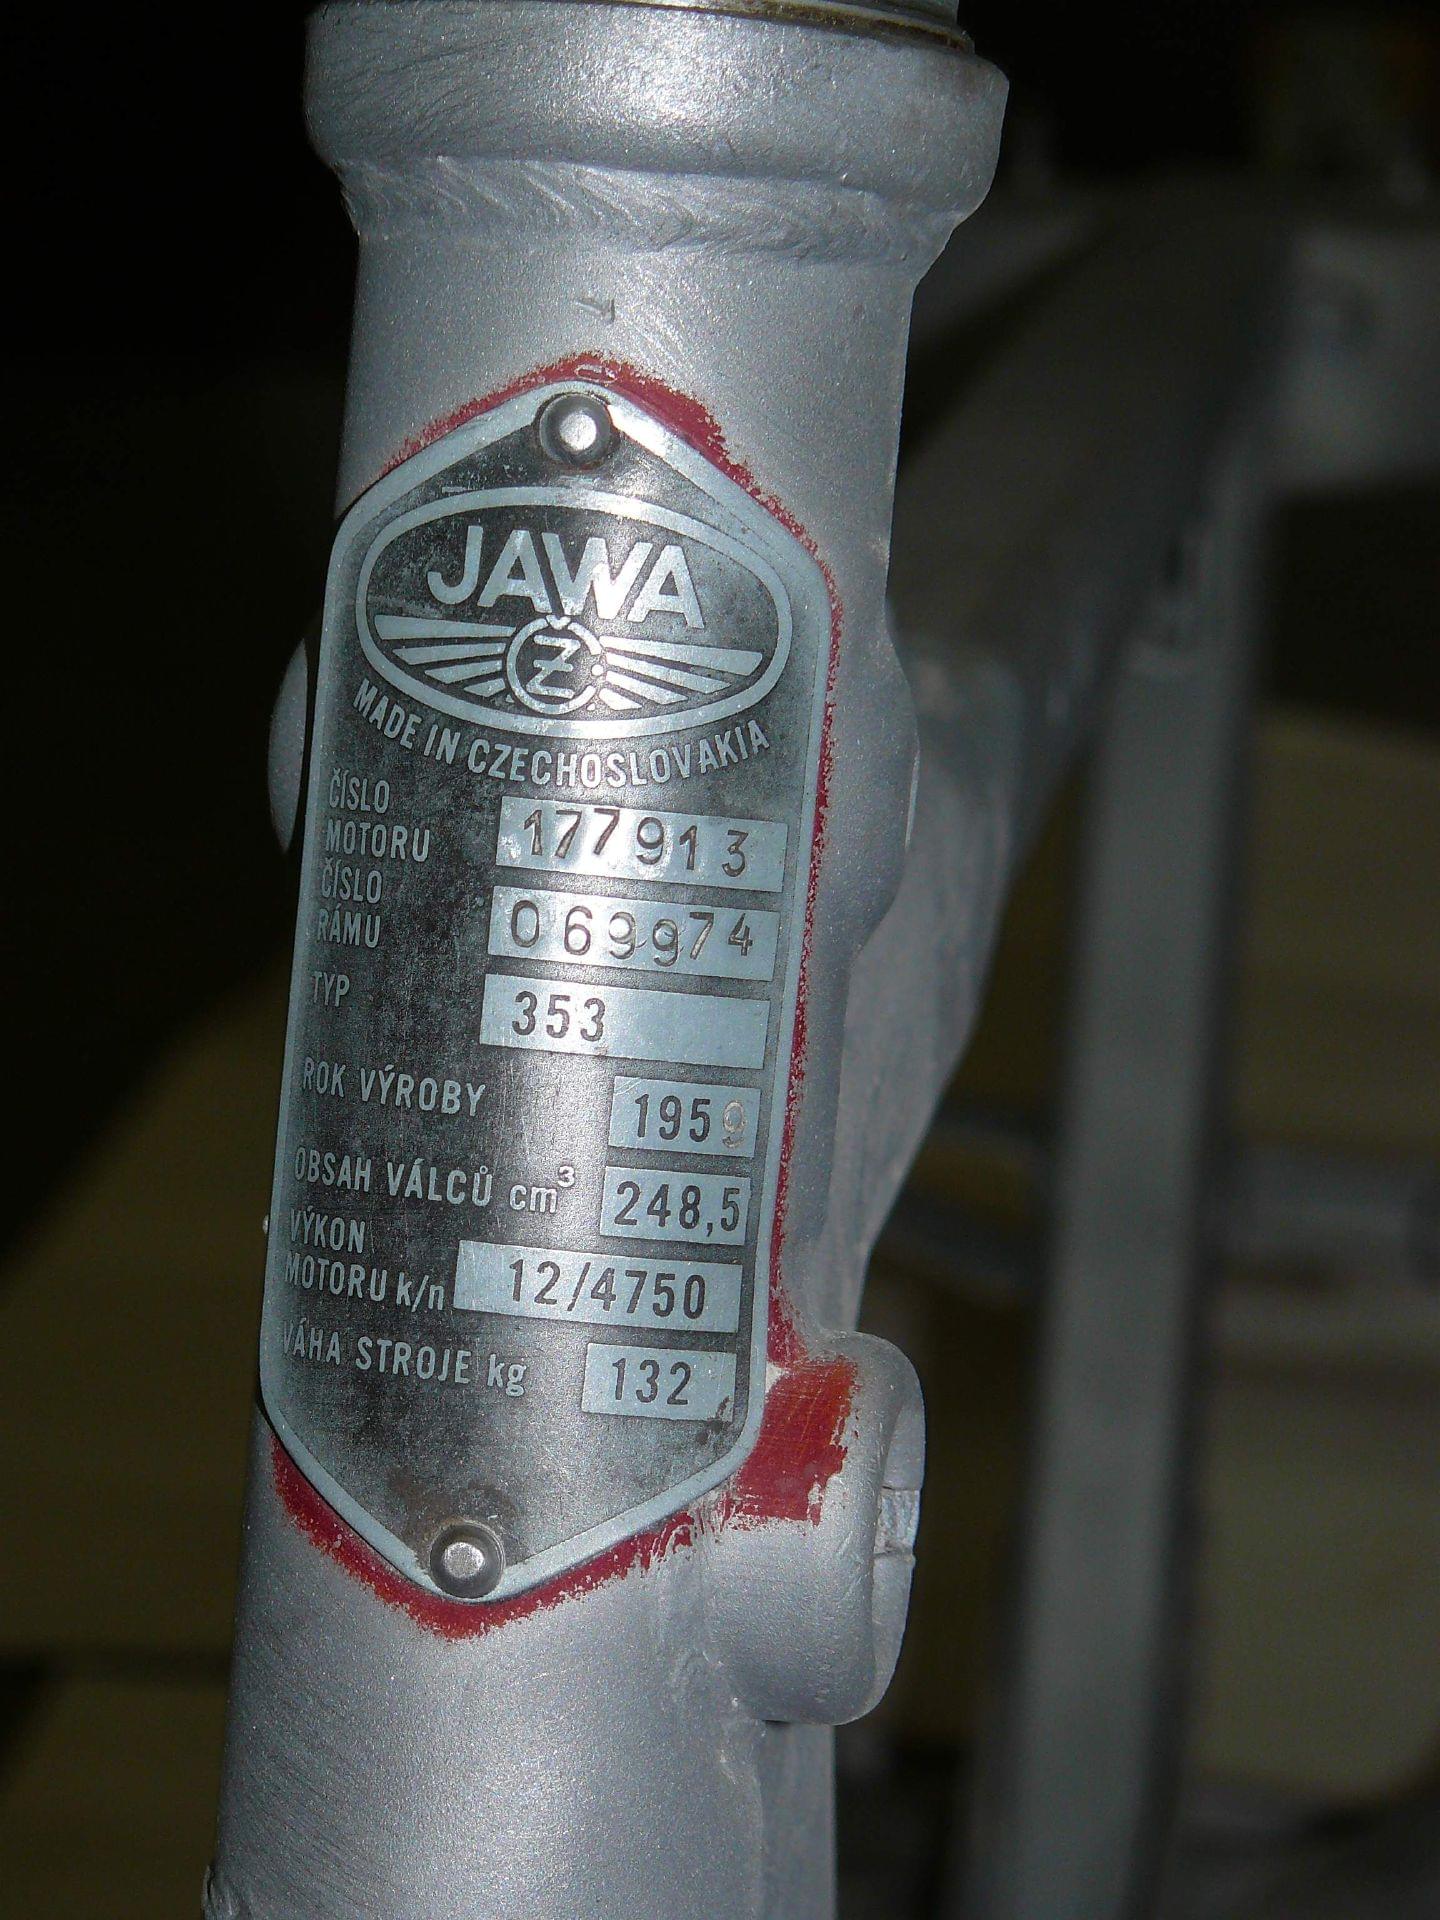 JAWA
ČZ
MADE IN CZECHOSLOVAKIA
ČÍSLO
MOTORU 177913
ČÍSLO
RÁMU 069974
TYP 353
ROK VÝROBY 1959
OBSAH VÁLCŮ cm³ 248,5
VÝKON
MOTORU k/n 12/4750
VÁHA STROJE kg 132